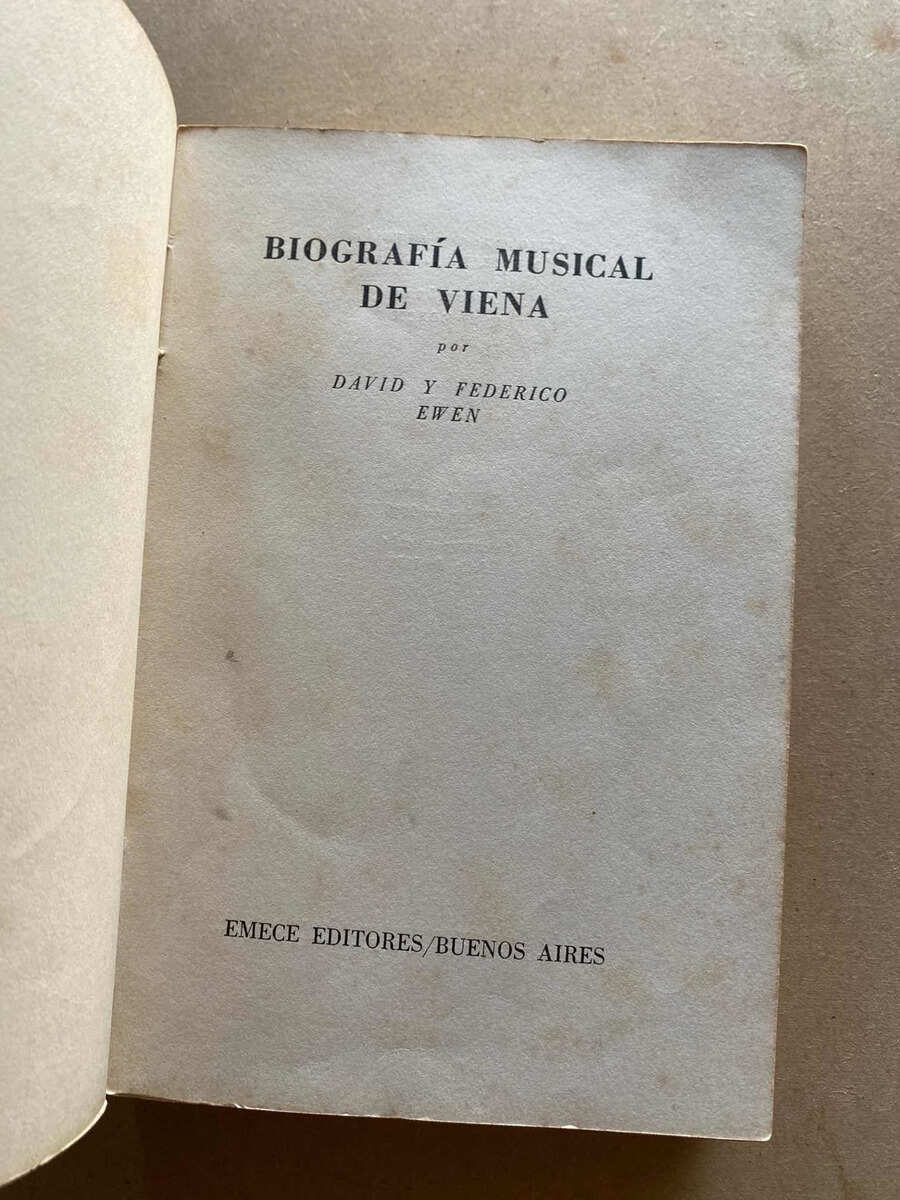 BIOGRAFÍA MUSICAL
DE VIENA
por
DAVID Y FEDERICO
EWEN
EMECE EDITORES/BUENOS AIRES